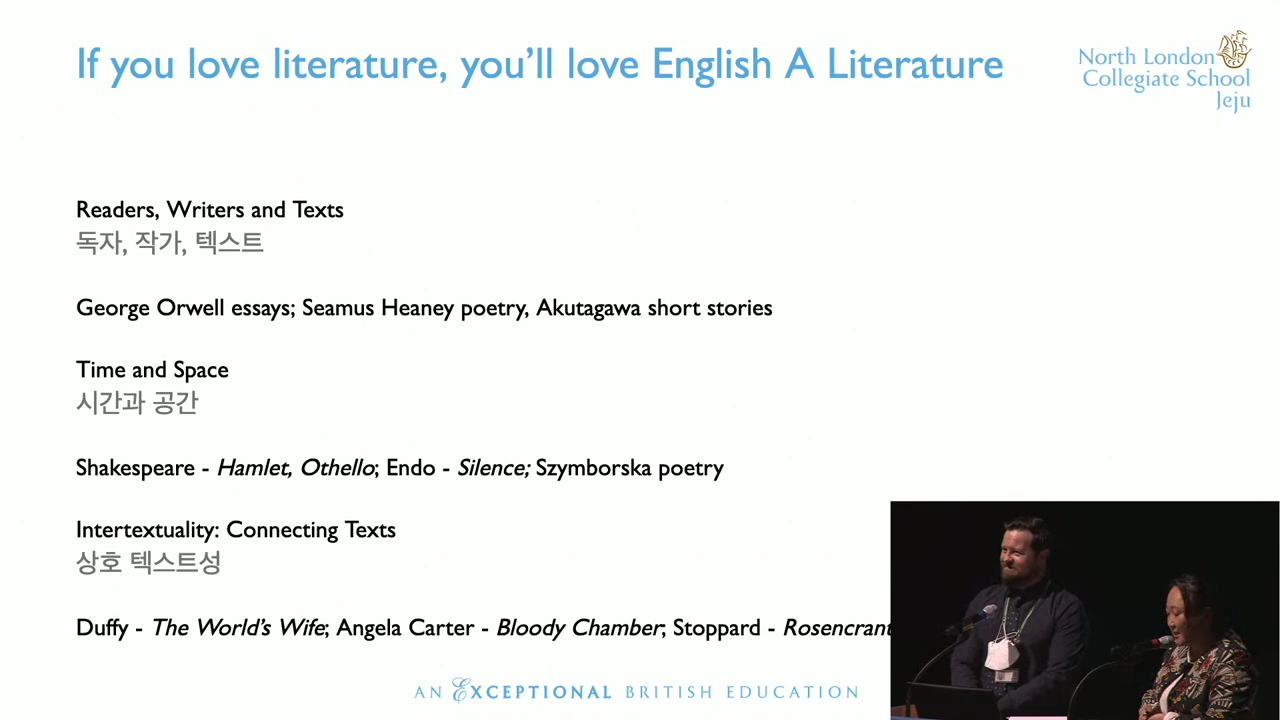 If you love literature, you'll love English A Literature
North London
Collegiate School
Jeju
Readers, Writers and Texts
독자, 작가, 텍스트
George Orwell essays; Seamus Heaney poetry, Akutagawa short stories
Time and Space
시간과 공간
Shakespeare - Hamlet, Othello; Endo - Silence; Szymborska poetry
Intertextuality: Connecting Texts
상호 텍스트성
Duffy - The World's Wife; Angela Carter - Bloody Chamber; Stoppard - Rosencrant
AN EXCEPTIONAL BRITISH EDUCATION